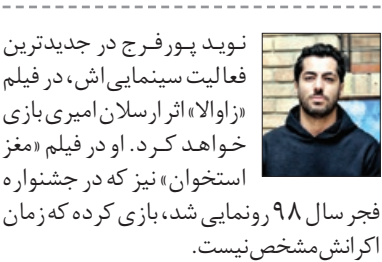 نوید پورفرج در جدیدترین
فعالیت سینمایی‌اش، در فیلم
«زاوالا» اثر ارسلان امیری بازی
خواهد کرد. او در فیلم «مغز
استخوان» نیز که در جشنواره
فجر سال ۹۸ رونمایی شد، بازی کرده که زمان
اکرانش مشخص نیست.